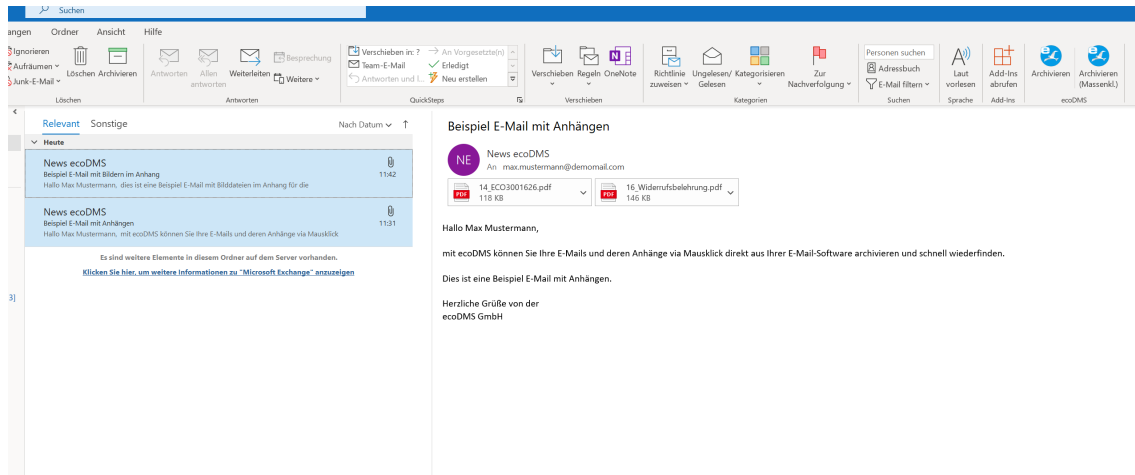 Suchen
angen Ordner Ansicht Hilfe
Ignorieren
Aufräumen
Junk-E-Mail
Löschen Archivieren
Löschen
Antworten Allen antworten Weiterleiten
Besprechung
Weitere
Antworten
Verschieben in: ? An Vorgesetzte(n)
Team-E-Mail Erledigt
Antworten und l... Neu erstellen
QuickSteps
Verschieben Regeln OneNote
Verschieben
Richtlinie zuweisen Ungelesen/ Gelesen Kategorisieren Zur Nachverfolgung
Kategorien
Personen suchen
Adressbuch
E-Mail filtern
Suchen
Laut vorlesen
Sprache
Add-Ins abrufen
Add-Ins
Archivieren Archivieren (Massenkl.)
ecoDMS
Relevant Sonstige Nach Datum
Heute
News ecoDMS
Beispiel E-Mail mit Bildern im Anhang 11:42
Hallo Max Mustermann, dies ist eine Beispiel E-Mail mit Bilddateien im Anhang für die
News ecoDMS
Beispiel E-Mail mit Anhängen 11:31
Hallo Max Mustermann, mit ecoDMS können Sie Ihre E-Mails und deren Anhänge via Mausklick
Es sind weitere Elemente in diesem Ordner auf dem Server vorhanden.
Klicken Sie hier, um weitere Informationen zu "Microsoft Exchange" anzuzeigen
3]
Beispiel E-Mail mit Anhängen
NE
News ecoDMS
An max.mustermann@demomail.com
PDF 14_ECO3001626.pdf
118 KB
PDF 16_Widerrufsbelehrung.pdf
146 KB
Hallo Max Mustermann,
mit ecoDMS können Sie Ihre E-Mails und deren Anhänge via Mausklick direkt aus Ihrer E-Mail-Software archivieren und schnell wiederfinden.
Dies ist eine Beispiel E-Mail mit Anhängen.
Herzliche Grüße von der
ecoDMS GmbH